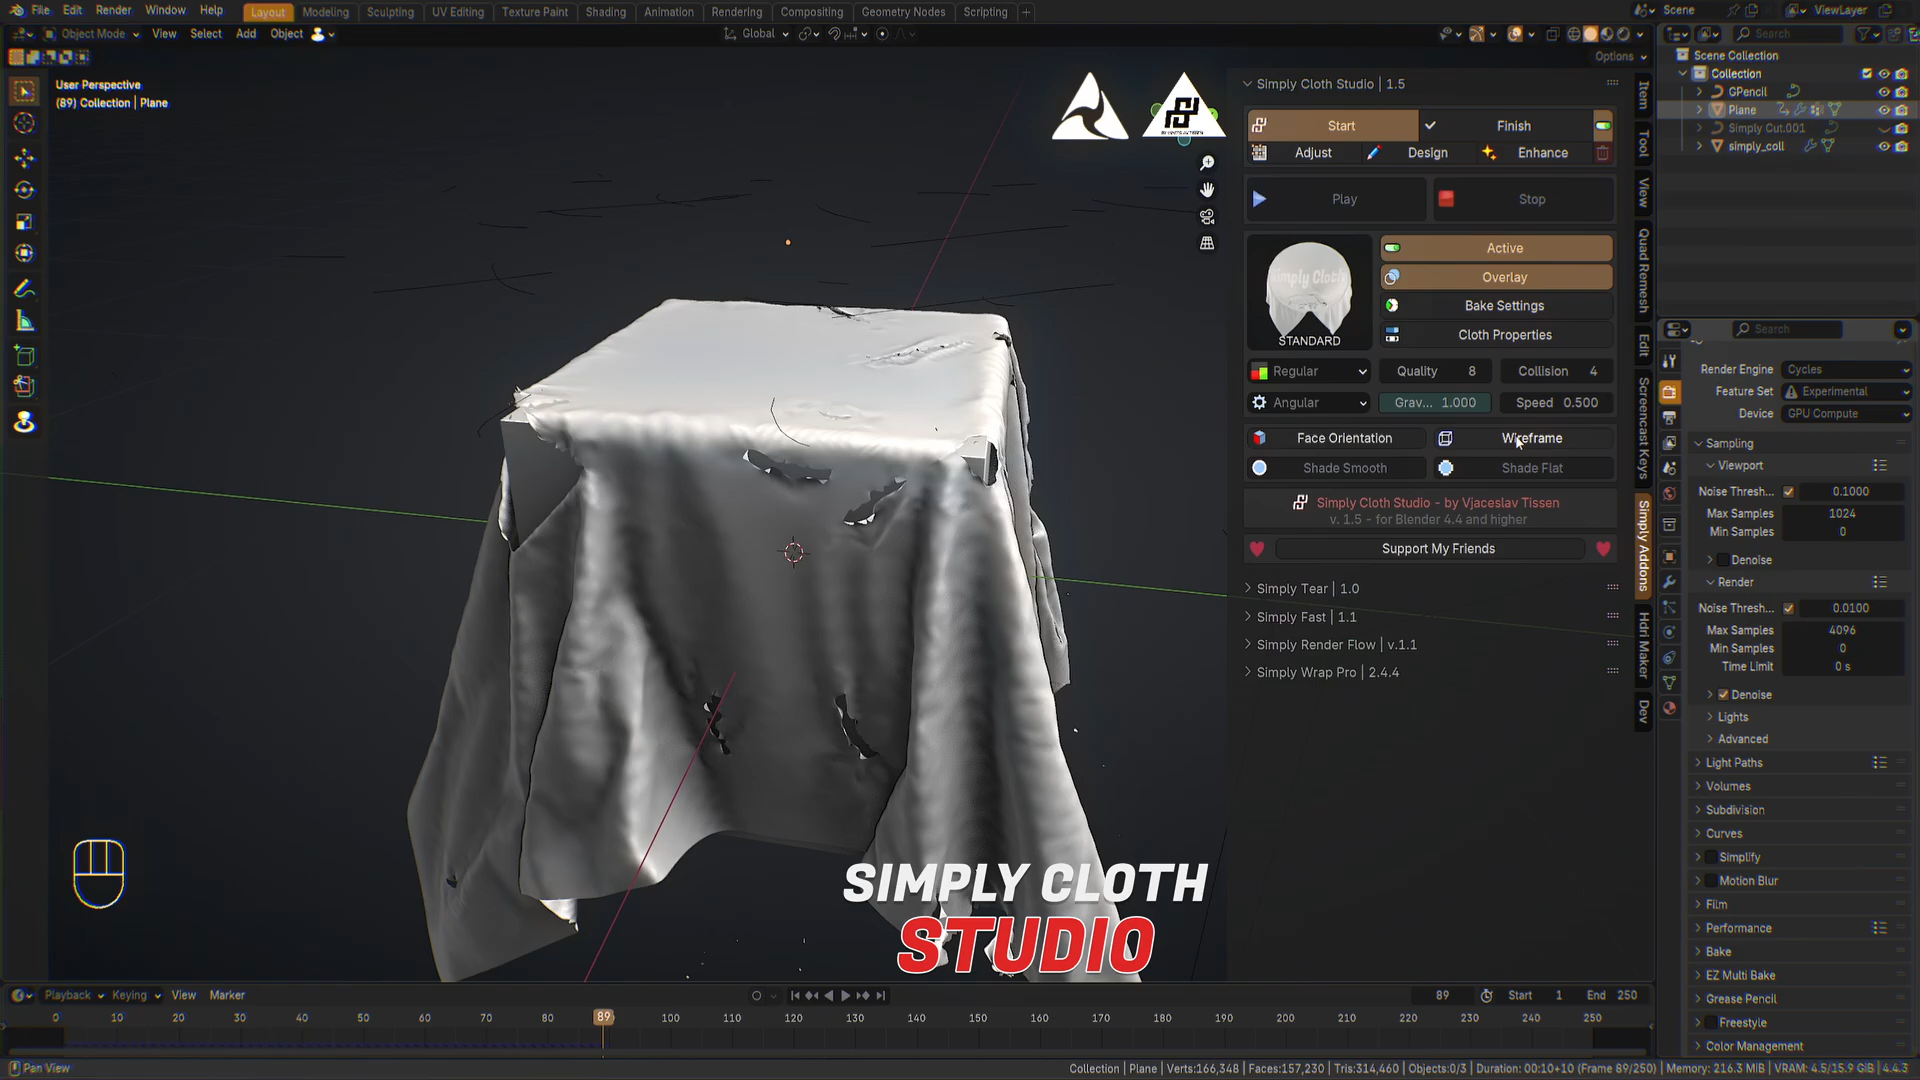 File Edit Render Window Help Layout Modeling Sculpting UV Editing Texture Paint Shading Animation Rendering Compositing Geometry Nodes Scripting + Scene ViewLayer
Object Mode View Select Add Object Global Search
Options
User Perspective
(89) Collection | Plane
Simply Cloth Studio | 1.5
Start Finish
Adjust Design Enhance
Play Stop
Simply Cloth
STANDARD
Active
Overlay
Bake Settings
Cloth Properties
Regular Quality 8 Collision 4
Angular Grav... 1.000 Speed 0.500
Face Orientation Wireframe
Shade Smooth Shade Flat
Simply Cloth Studio - by Vjaceslav Tissen
v. 1.5 - for Blender 4.4 and higher
Support My Friends
Simply Tear | 1.0
Simply Fast | 1.1
Simply Render Flow | v.1.1
Simply Wrap Pro | 2.4.4
Item
Tool
View
Quad Remesh
Edit
Screencast Keys
Simply Addons
Hdri Maker
Dev
Scene Collection
Collection
GPencil
Plane
Simply Cut.001
simply_coll
Search
Render Engine Cycles
Feature Set Experimental
Device GPU Compute
Sampling
Viewport
Noise Thresh... 0.1000
Max Samples 1024
Min Samples 0
Denoise
Render
Noise Thresh... 0.0100
Max Samples 4096
Min Samples 0
Time Limit 0 s
Denoise
Lights
Advanced
Light Paths
Volumes
Subdivision
Curves
Simplify
Motion Blur
Film
Performance
Bake
EZ Multi Bake
Grease Pencil
Freestyle
Color Management
SIMPLY CLOTH
STUDIO
Playback Keying View Marker 89 Start 1 End 250
0 10 20 30 40 50 60 70 80 89 100 110 120 130 140 150 160 170 180 190 200 210 220 230 240 250
Pan View Collection | Plane | Verts:166,348 | Faces:157,230 | Tris:314,460 | Objects:0/3 | Duration: 00:10+10 (Frame 89/250) | Memory: 216.3 MiB | VRAM: 4.5/15.9 GiB | 4.4.3